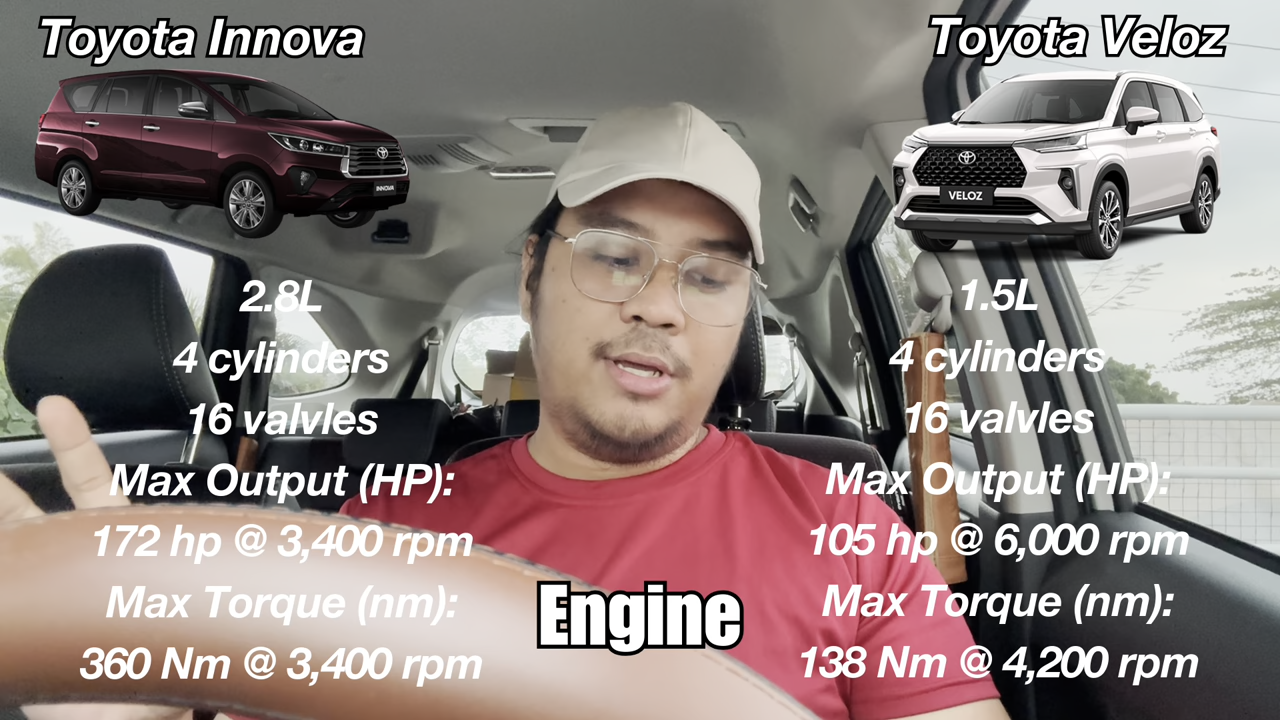 Toyota Innova
2.8L
4 cylinders
16 valvles
Max Output (HP):
172 hp @ 3,400 rpm
Max Torque (nm):
360 Nm @ 3,400 rpm
Toyota Veloz
1.5L
4 cylinders
16 valvles
Max Output (HP):
105 hp @ 6,000 rpm
Max Torque (nm):
138 Nm @ 4,200 rpm
INNOVA
VELOZ
Engine